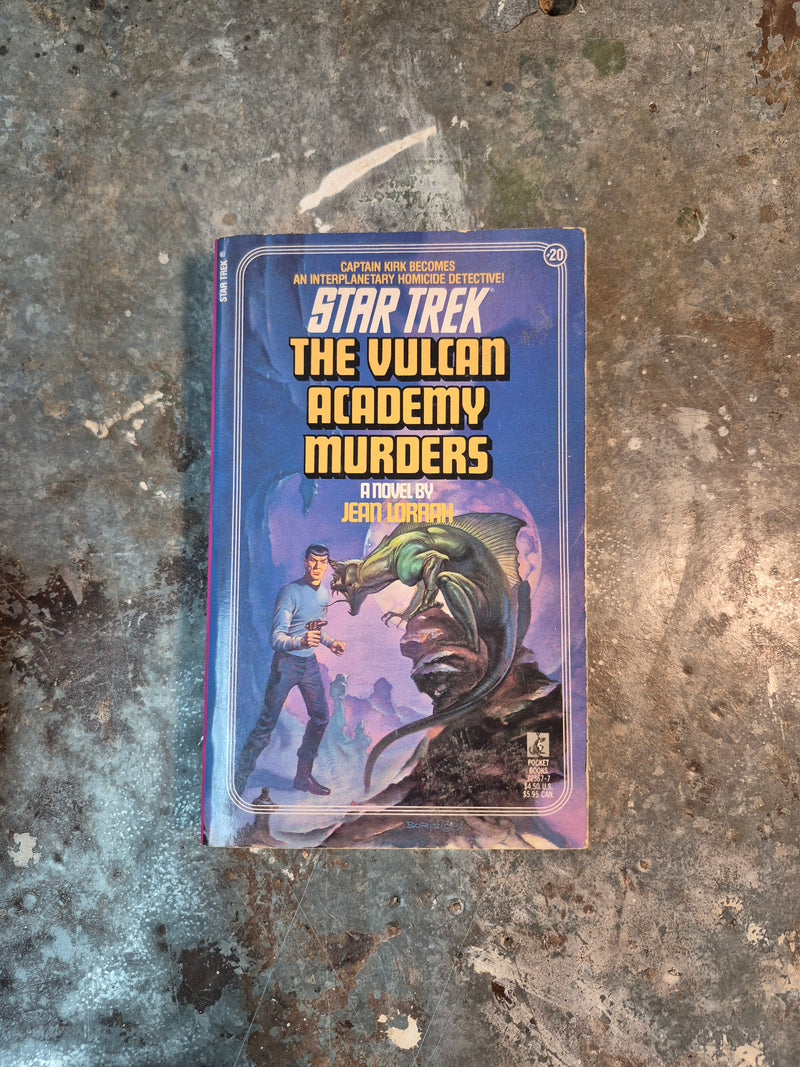 STAR TREK®
CAPTAIN KIRK BECOMES
AN INTERPLANETARY HOMICIDE DETECTIVE!
20
STAR TREK®
THE VULCAN
ACADEMY
MURDERS
A NOVEL BY
JEAN LORRAH
POCKET
BOOKS
$4.50 U.S.
$5.95 CAN.